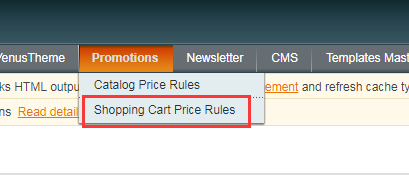 VenusTheme Promotions Newsletter CMS Templates Mast
Catalog Price Rules
ks HTML outpu ement and refresh cache ty
Shopping Cart Price Rules
ns Read detail